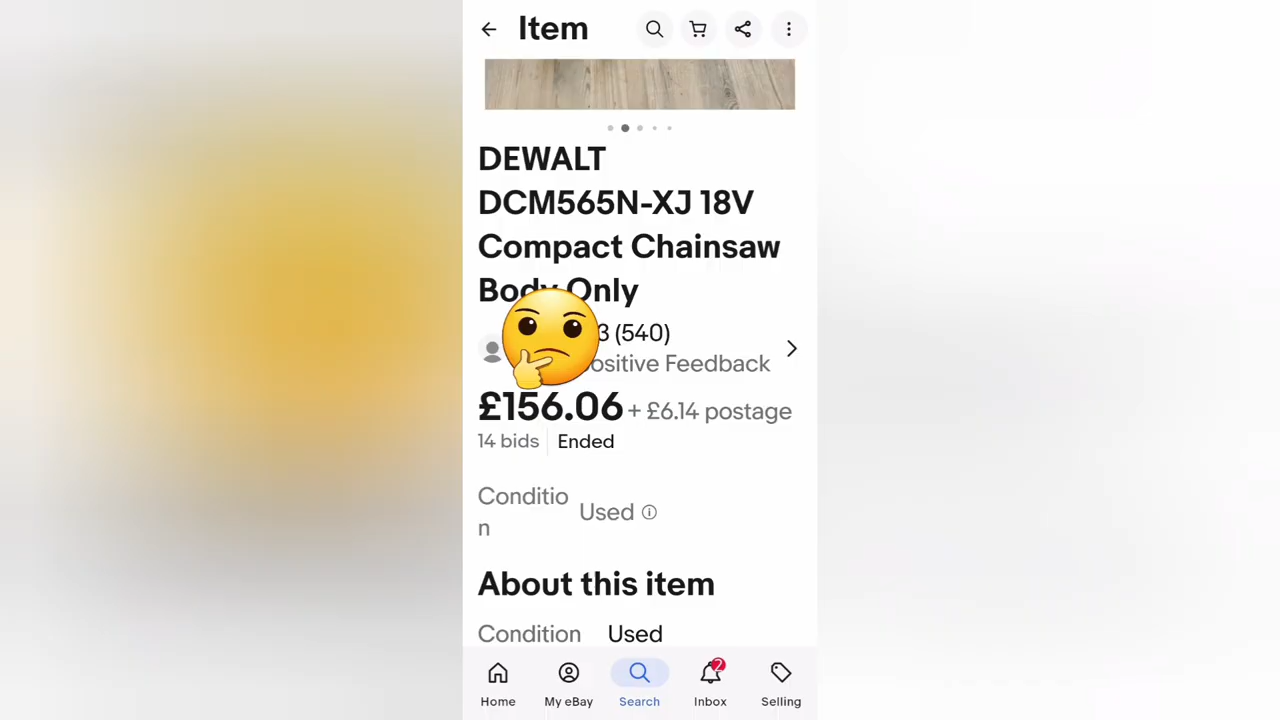 Item
DEWALT
DCM565N-XJ 18V
Compact Chainsaw
Body Only
3 (540)
ositive Feedback
£156.06 + £6.14 postage
14 bids Ended
Conditio
n
Used
About this item
Condition Used
2
Home My eBay Search Inbox Selling